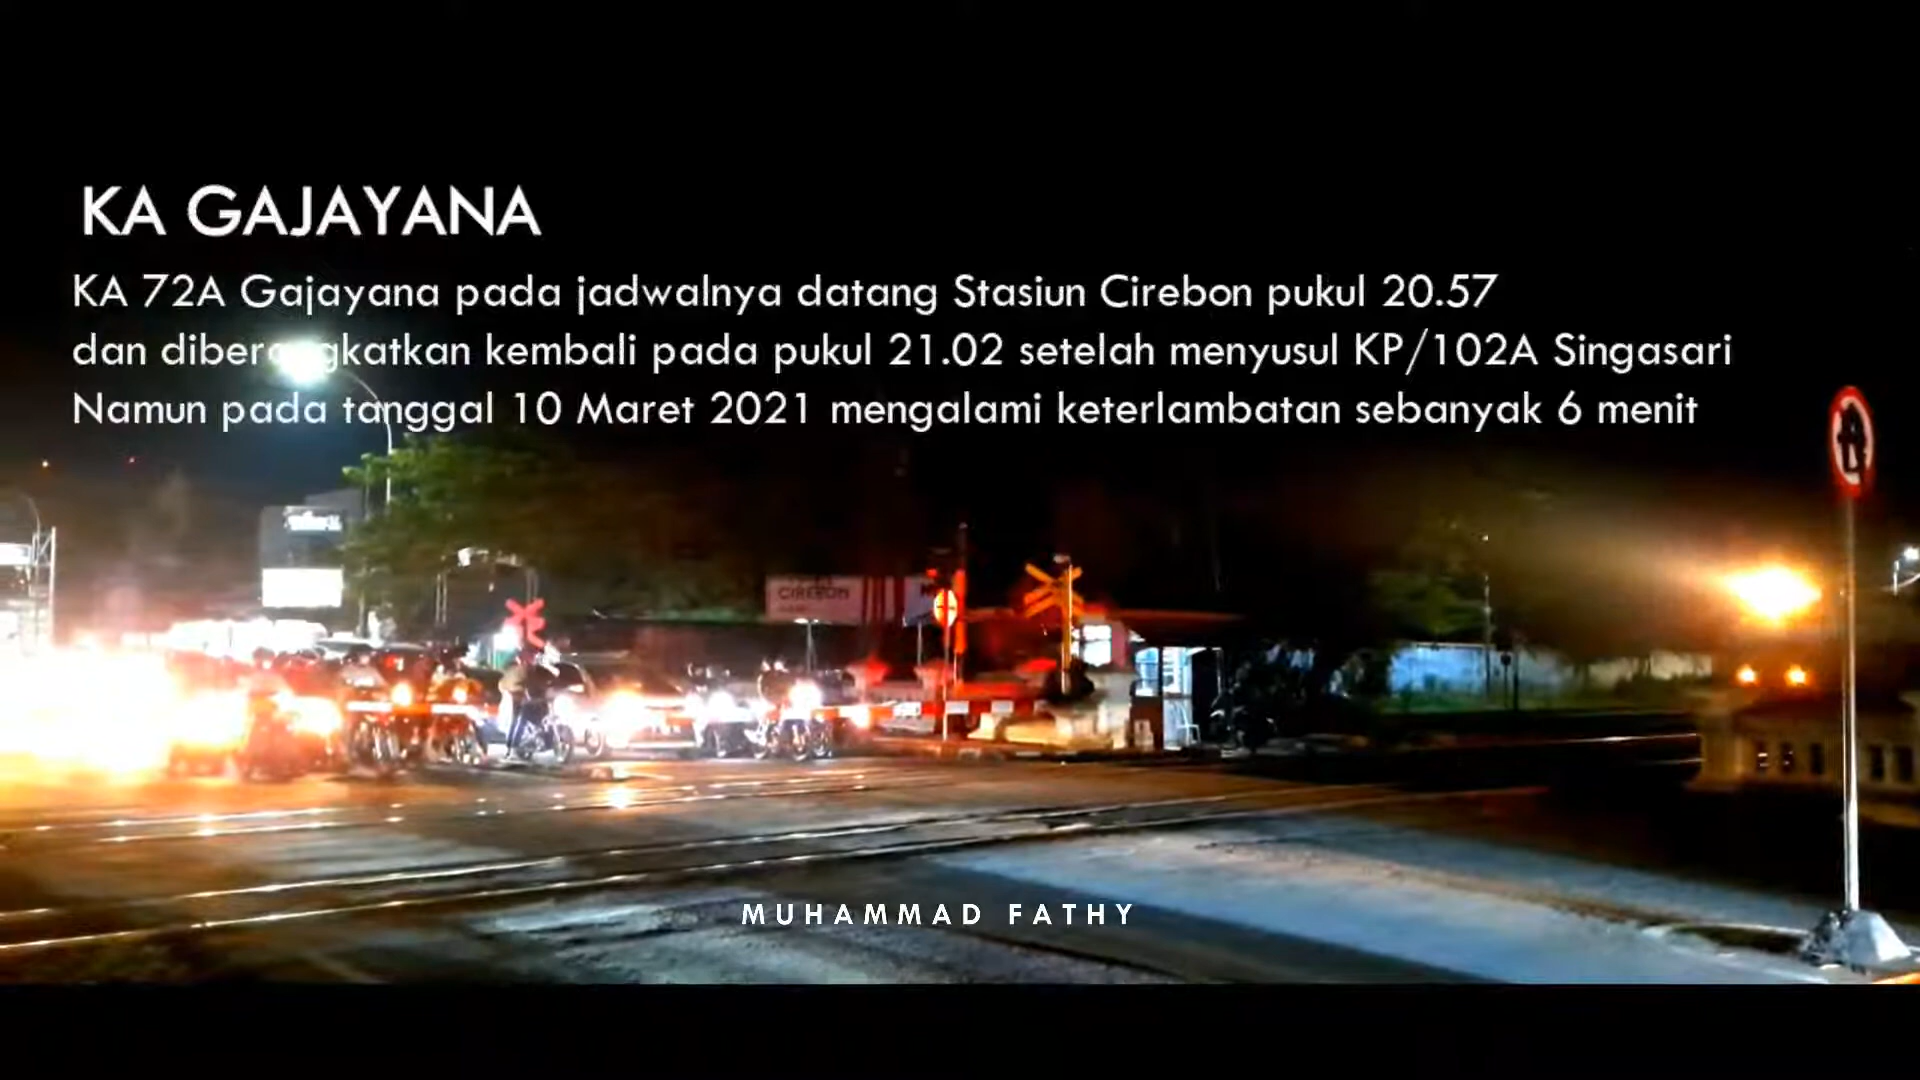 KA GAJAYANA
KA 72A Gajayana pada jadwalnya datang Stasiun Cirebon pukul 20.57
dan diberangkatkan kembali pada pukul 21.02 setelah menyusul KP/102A Singasari
Namun pada tanggal 10 Maret 2021 mengalami keterlambatan sebanyak 6 menit
CIREBON
MUHAMMAD FATHY